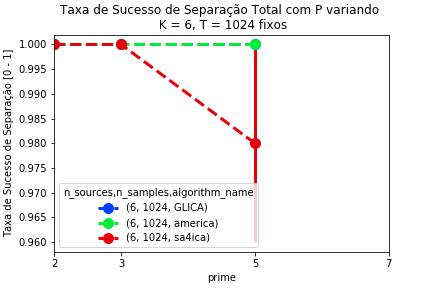 Taxa de Sucesso de Separação Total com P variando
K = 6, T = 1024 fixos
Taxa de Sucesso de Separação [0 - 1]
1.000
0.995
0.990
0.985
0.980
0.975
0.970
0.965
0.960
n_sources,n_samples,algorithm_name
(6, 1024, GLICA)
(6, 1024, america)
(6, 1024, sa4ica)
2
3
5
7
prime